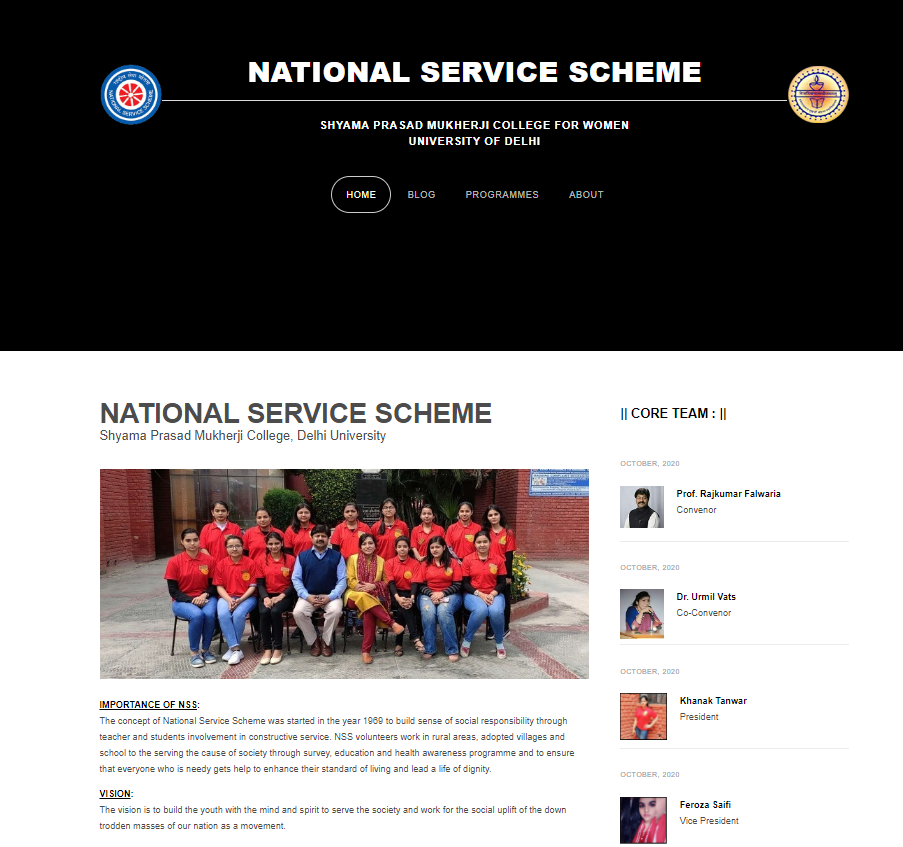 NATIONAL SERVICE SCHEME
SHYAMA PRASAD MUKHERJI COLLEGE FOR WOMEN
UNIVERSITY OF DELHI
HOME BLOG PROGRAMMES ABOUT
NATIONAL SERVICE SCHEME
Shyama Prasad Mukherji College, Delhi University
IMPORTANCE OF NSS:
The concept of National Service Scheme was started in the year 1969 to build sense of social responsibility through
teacher and students involvement in constructive service. NSS volunteers work in rural areas, adopted villages and
school to the serving the cause of society through survey, education and health awareness programme and to ensure
that everyone who is needy gets help to enhance their standard of living and lead a life of dignity.
VISION:
The vision is to build the youth with the mind and spirit to serve the society and work for the social uplift of the down
trodden masses of our nation as a movement.
|| CORE TEAM : ||
OCTOBER, 2020
Prof. Rajkumar Falwaria
Convenor
OCTOBER, 2020
Dr. Urmil Vats
Co-Convenor
OCTOBER, 2020
Khanak Tanwar
President
OCTOBER, 2020
Feroza Saifi
Vice President